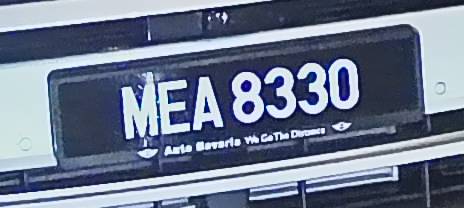 MEA 8330
Auto Bavaria We Go The Distance